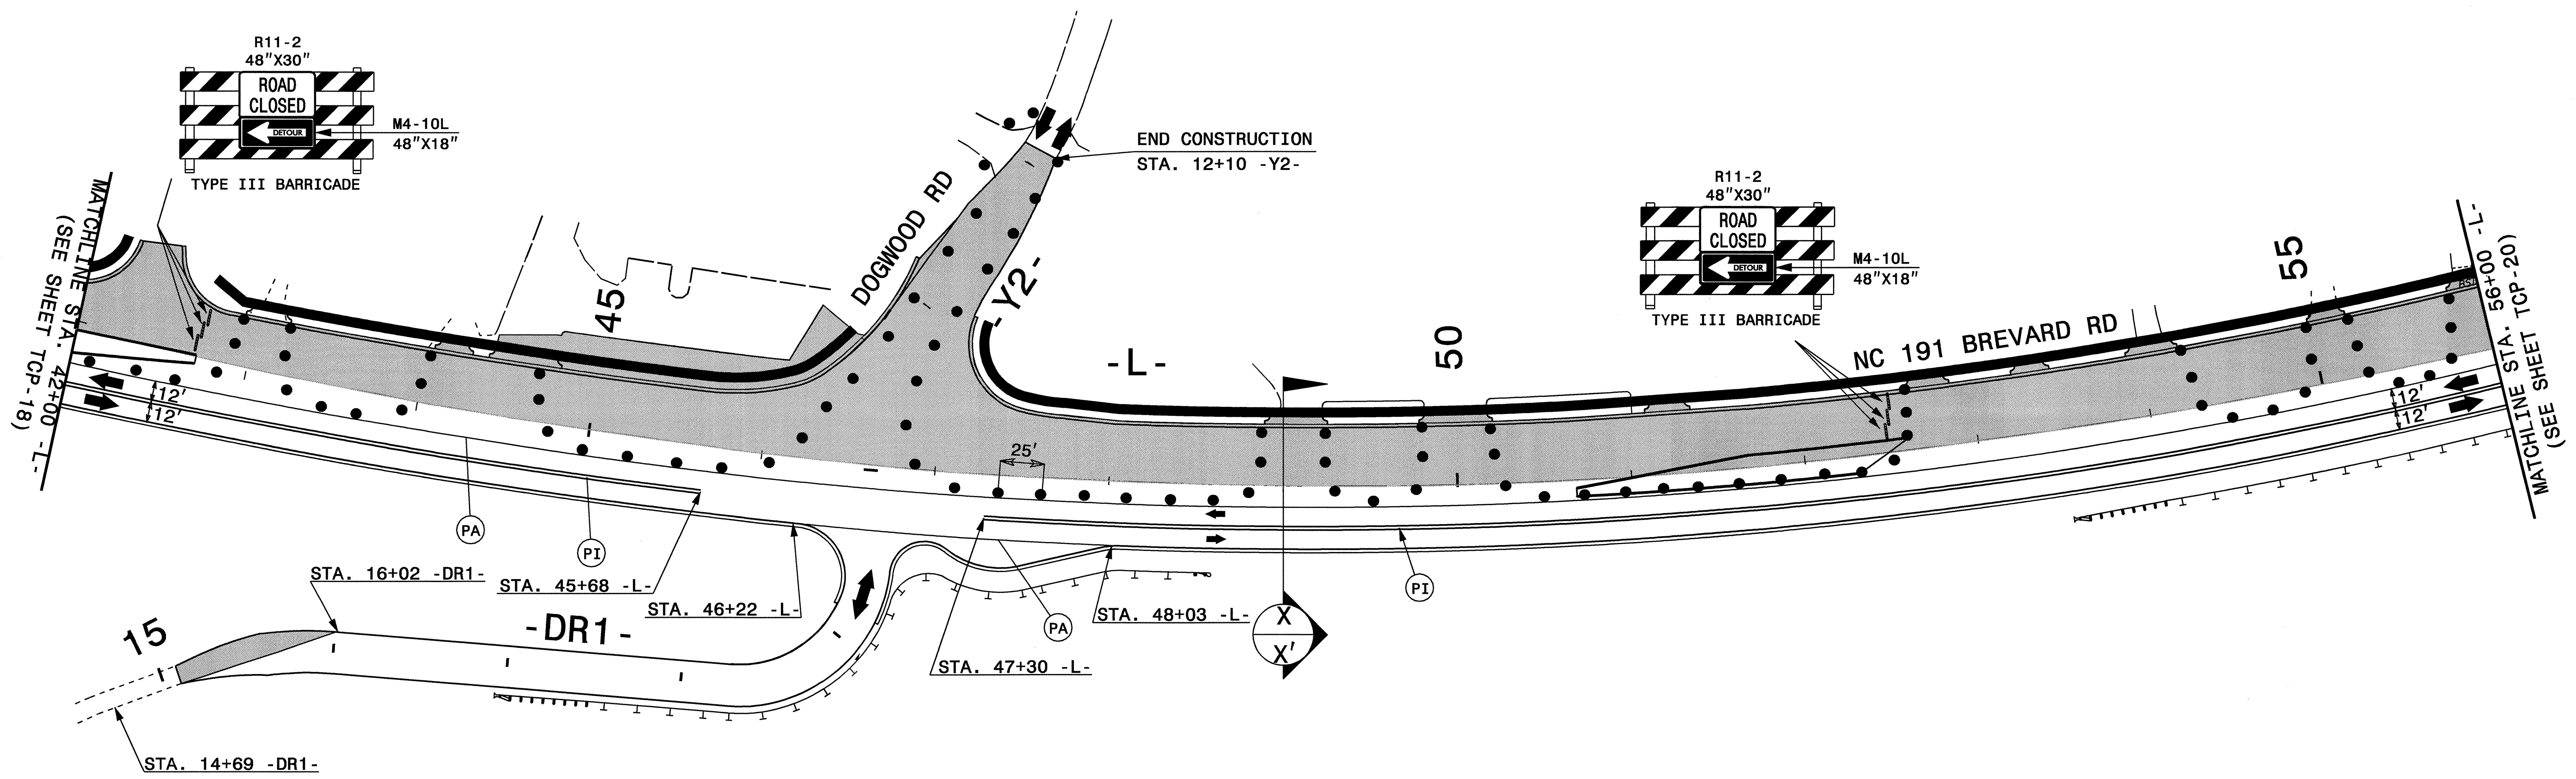 R11-2
48"X30"
ROAD
CLOSED
DETOUR
M4-10L
48"X18"
TYPE III BARRICADE
MATCHLINE STA. 42+00 -L-
(SEE SHEET TCP-18)
12'
12'
45
DOGWOOD RD
-Y2-
END CONSTRUCTION
STA. 12+10 -Y2-
-L-
50
R11-2
48"X30"
ROAD
CLOSED
DETOUR
M4-10L
48"X18"
TYPE III BARRICADE
NC 191 BREVARD RD
55
MATCHLINE STA. 56+00 -L-
(SEE SHEET TCP-20)
12'
12'
25'
PA
PI
STA. 16+02 -DR1-
STA. 45+68 -L-
STA. 46+22 -L-
15
-DR1-
PA
STA. 48+03 -L-
STA. 47+30 -L-
X
X'
PI
STA. 14+69 -DR1-